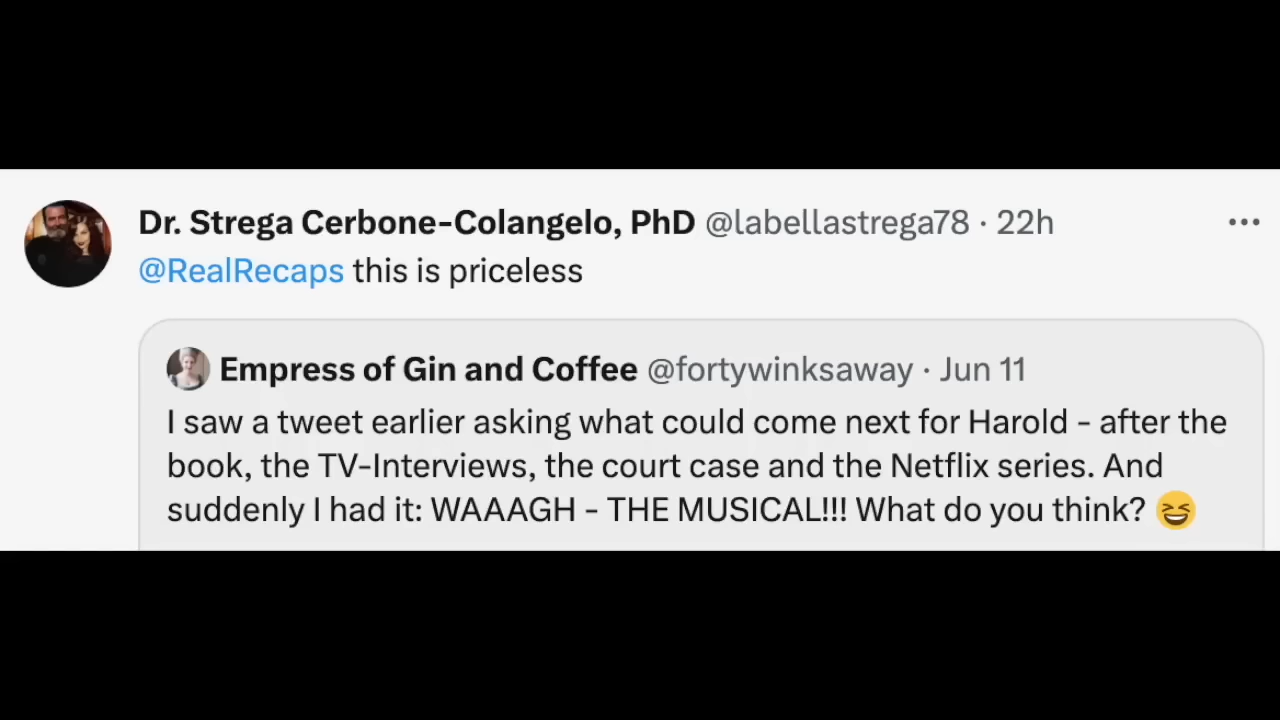 Dr. Strega Cerbone-Colangelo, PhD @labellastrega78 · 22h
@RealRecaps this is priceless
Empress of Gin and Coffee @fortywinksaway · Jun 11
I saw a tweet earlier asking what could come next for Harold - after the
book, the TV-Interviews, the court case and the Netflix series. And
suddenly I had it: WAAAGH - THE MUSICAL!!! What do you think? 😆